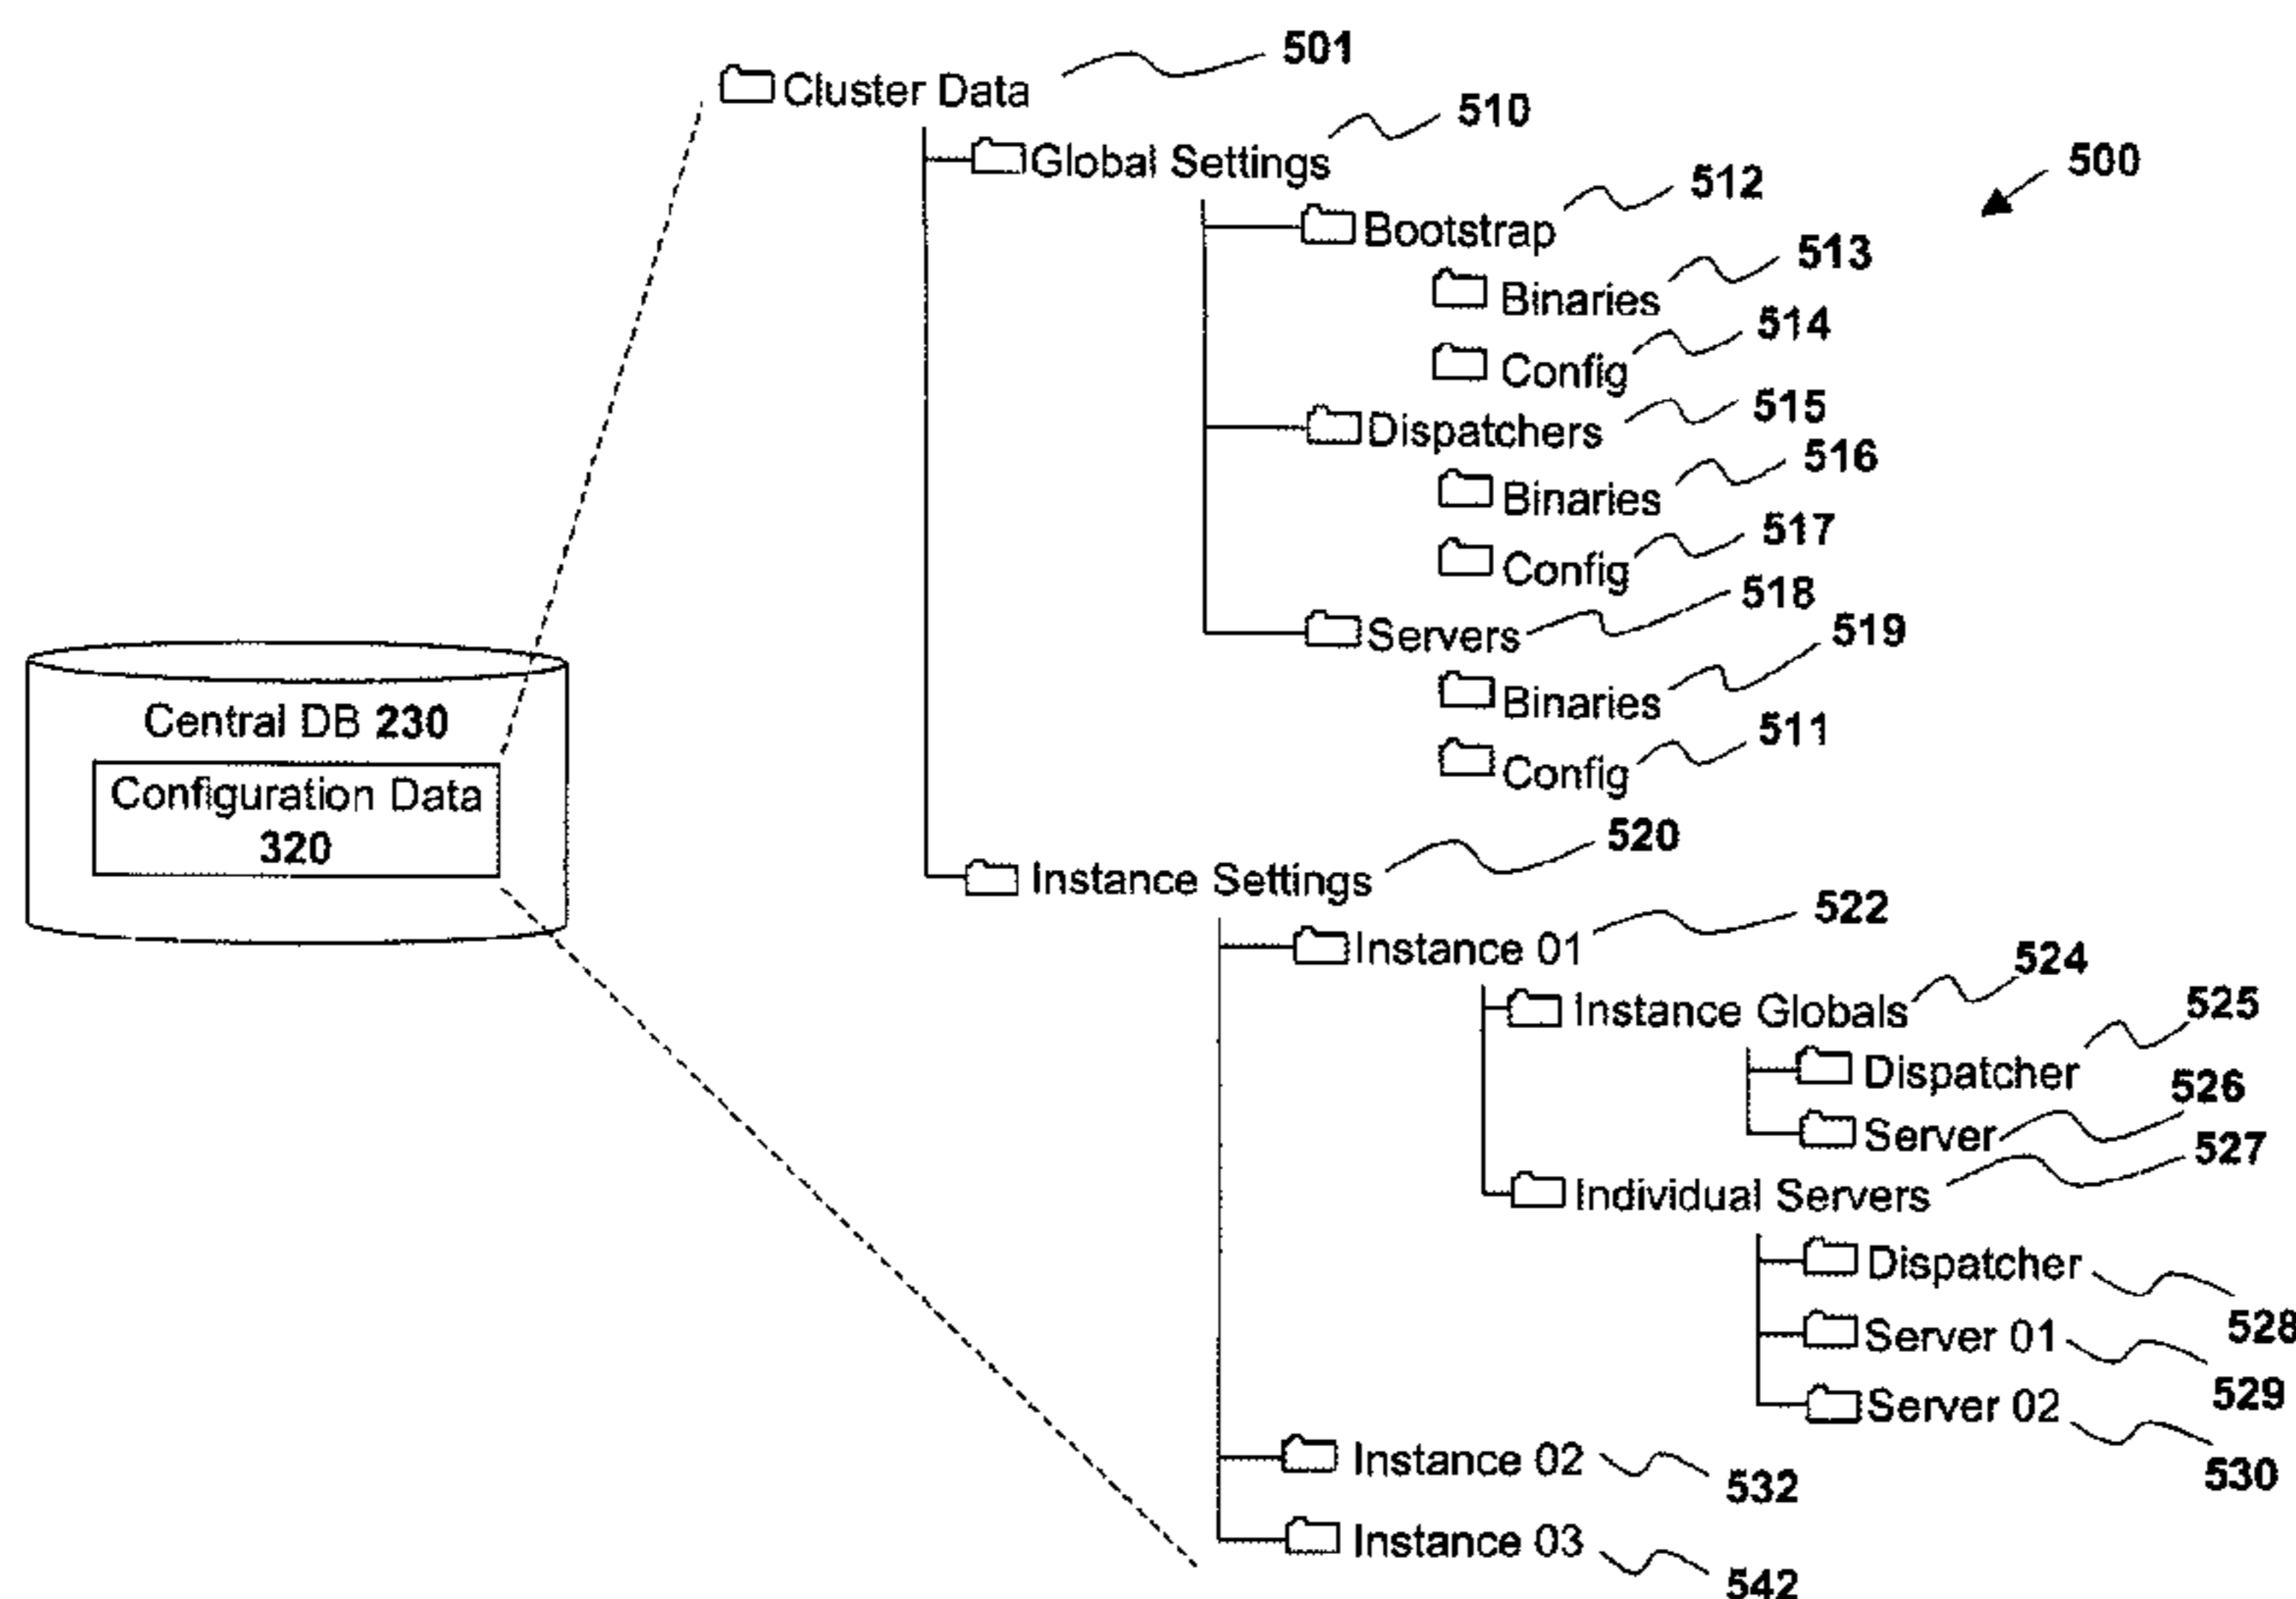 Cluster Data 501
Global Settings 510
500
Bootstrap 512
Binaries 513
Config 514
Dispatchers 515
Binaries 516
Config 517
Servers 518
Binaries 519
Config 511
Central DB 230
Configuration Data
320
Instance Settings 520
Instance 01 522
Instance Globals 524
Dispatcher 525
Server 526
Individual Servers 527
Dispatcher 528
Server 01 529
Server 02 530
Instance 02 532
Instance 03 542